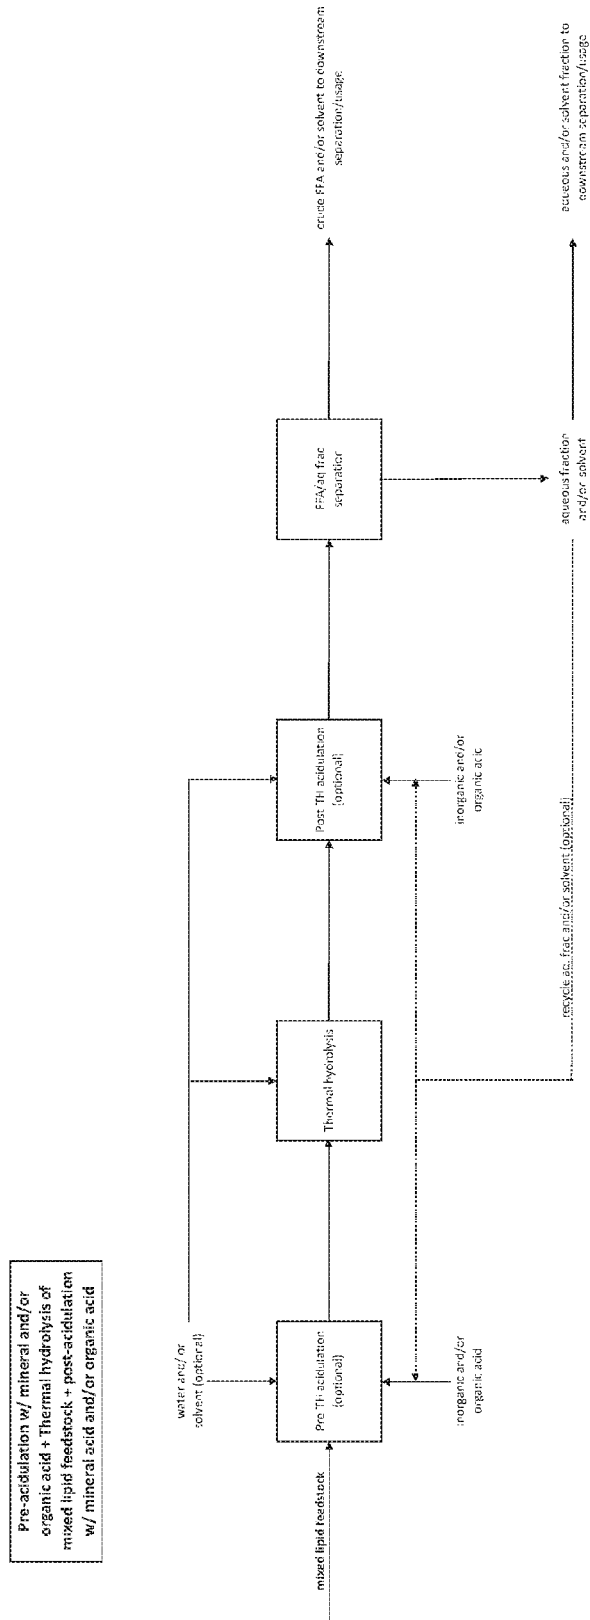 Pre-acidulation w/ mineral and/or
organic acid + Thermal hydrolysis of
mixed lipid feedstock + post-acidulation
w/ mineral acid and/or organic acid
water and/or
solvent (optional)
mixed lipid feedstock
Pre TH acidulation
(optional)
Thermal hydrolysis
Post TH acidulation
(optional)
FFA/aq frac
separation
crude FFA and/or solvent to downstream
separation/usage
inorganic and/or
organic acid
inorganic and/or
organic acid
recycle aq. frac and/or solvent (optional)
aqueous fraction
and/or solvent
aqueous and/or solvent fraction to
downstream separation/usage